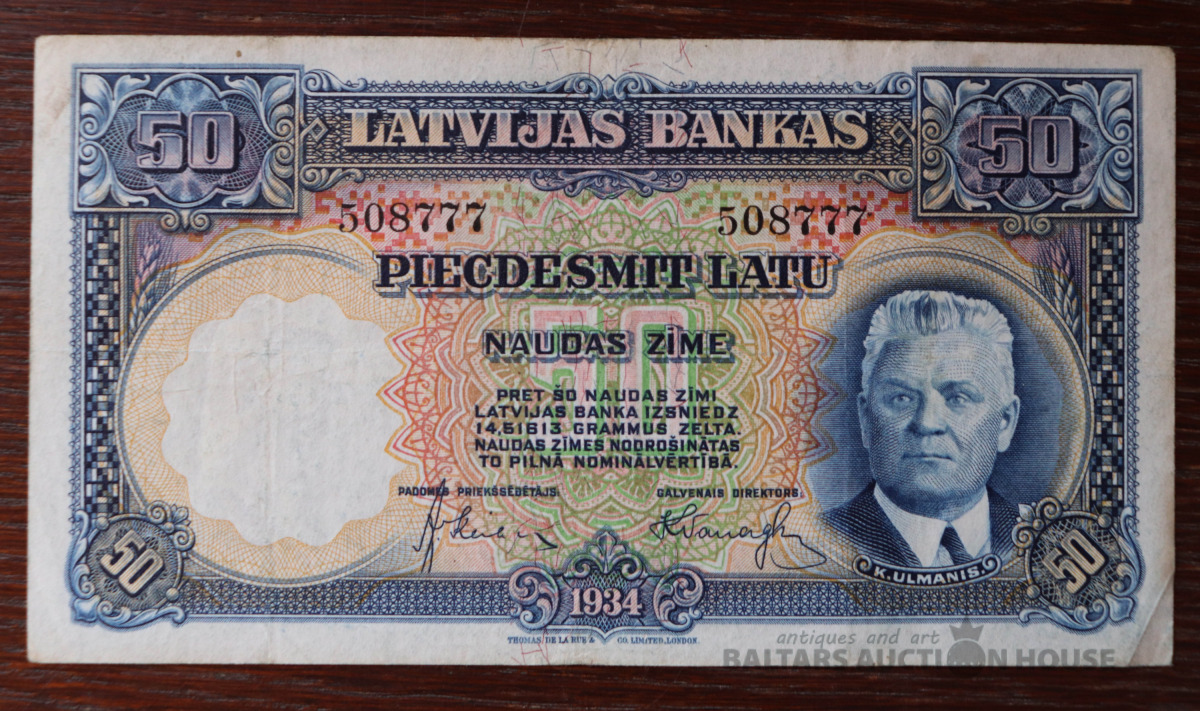 50 LATVIJAS BANKAS 50
508777 508777
PIECDESMIT LATU
50
NAUDAS ZĪME
PRET ŠO NAUDAS ZĪMI
LATVIJAS BANKA IZSNIEDZ
14,51613 GRAMMUS ZELTA.
NAUDAS ZĪMES NODROŠINĀTAS
TO PILNĀ NOMINĀLVĒRTĪBĀ.
PADOMES PRIEKŠSĒDĒTĀJS. GALVENAIS DIREKTORS.
K. ULMANIS.
50 1934 50
THOMAS DE LA RUE & CO. LIMITED, LONDON.
antiques and art
BALTARS AUCTION HOUSE